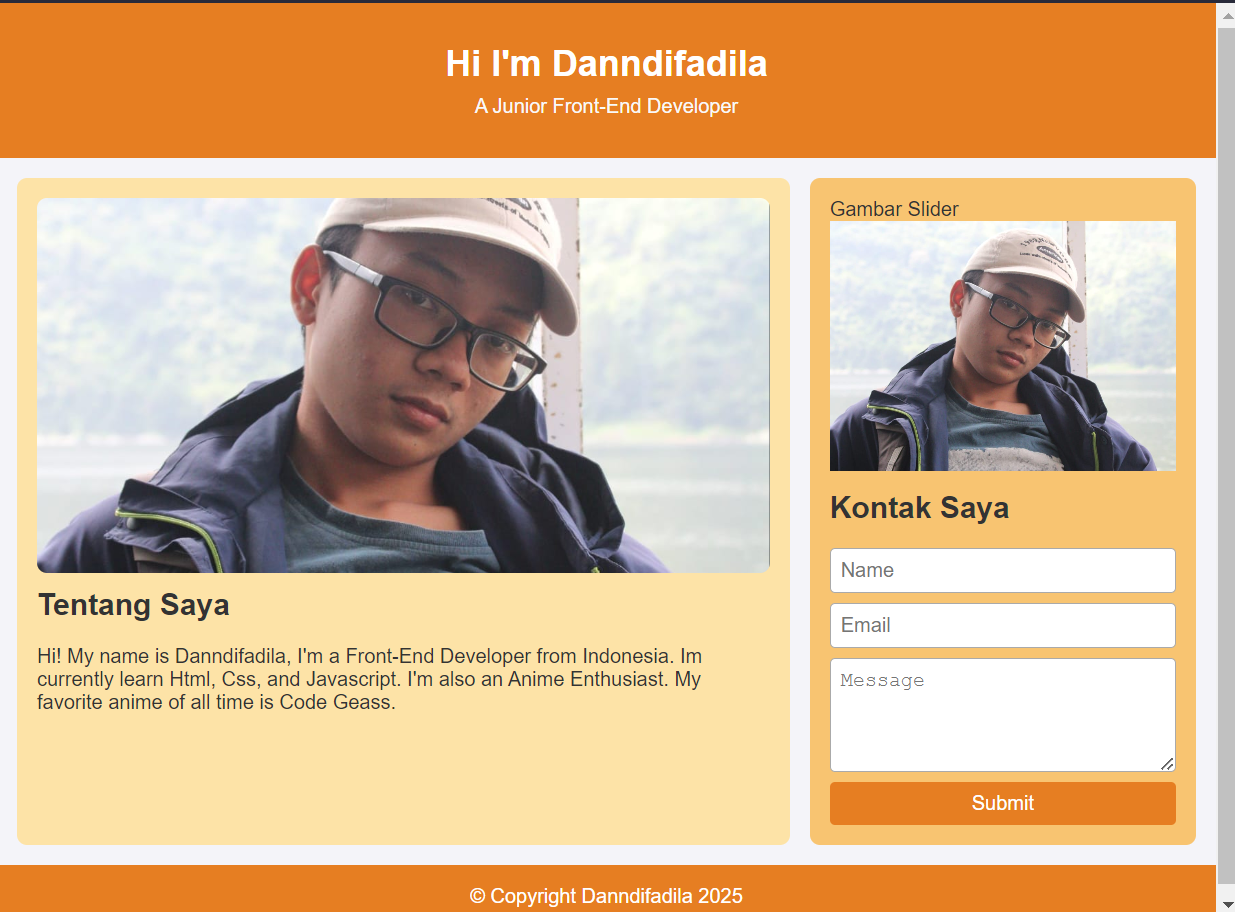 Hi I'm Danndifadila
A Junior Front-End Developer
Tentang Saya
Hi! My name is Danndifadila, I'm a Front-End Developer from Indonesia. Im
currently learn Html, Css, and Javascript. I'm also an Anime Enthusiast. My
favorite anime of all time is Code Geass.
Gambar Slider
Kontak Saya
Name
Email
Message
Submit
© Copyright Danndifadila 2025